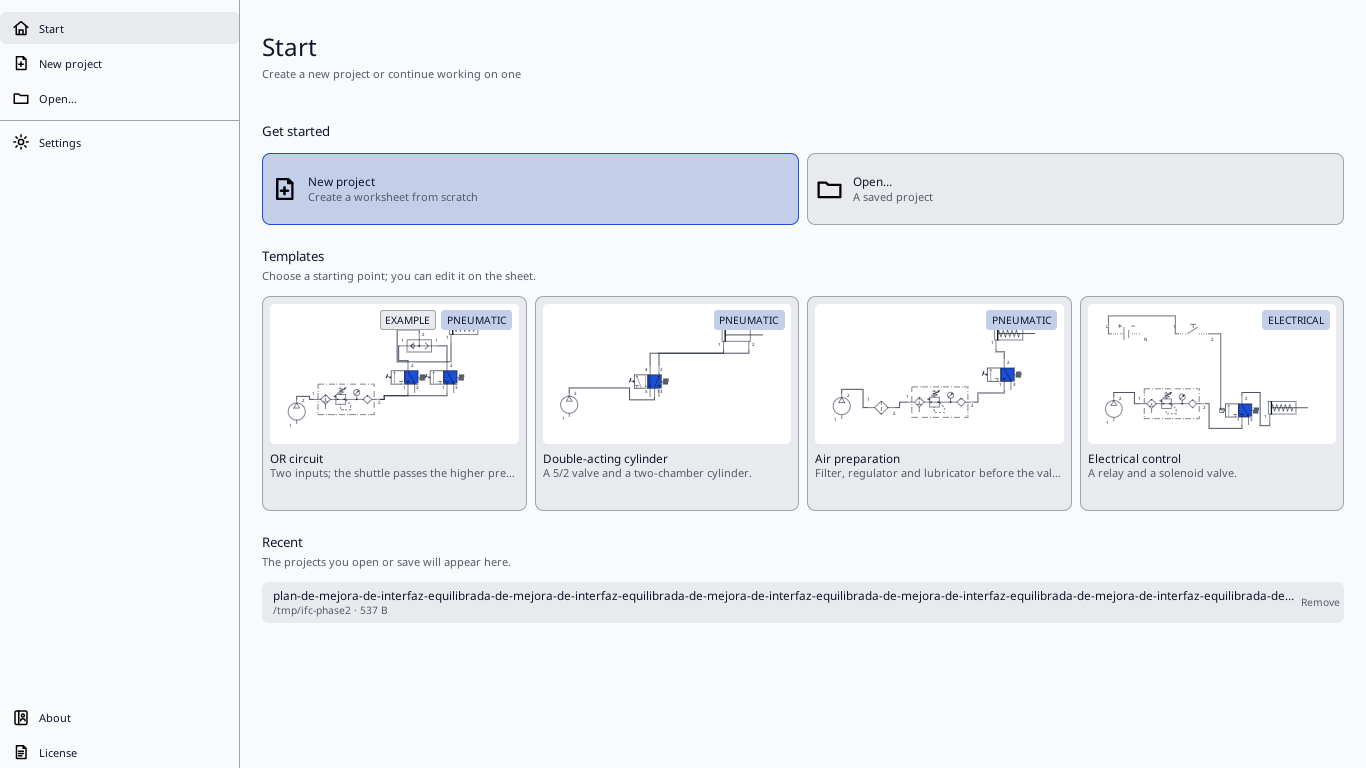 Start
New project
Open...
Settings
About
License
Start
Create a new project or continue working on one
Get started
New project
Create a worksheet from scratch
Open...
A saved project
Templates
Choose a starting point; you can edit it on the sheet.
EXAMPLE
PNEUMATIC
OR circuit
Two inputs; the shuttle passes the higher pre...
PNEUMATIC
Double-acting cylinder
A 5/2 valve and a two-chamber cylinder.
PNEUMATIC
Air preparation
Filter, regulator and lubricator before the val...
ELECTRICAL
Electrical control
A relay and a solenoid valve.
Recent
The projects you open or save will appear here.
plan-de-mejora-de-interfaz-equilibrada-de-mejora-de-interfaz-equilibrada-de-mejora-de-interfaz-equilibrada-de-mejora-de-interfaz-equilibrada-de-mejora-de-interfaz-equilibrada-de...
/tmp/ifc-phase2 · 537 B
Remove